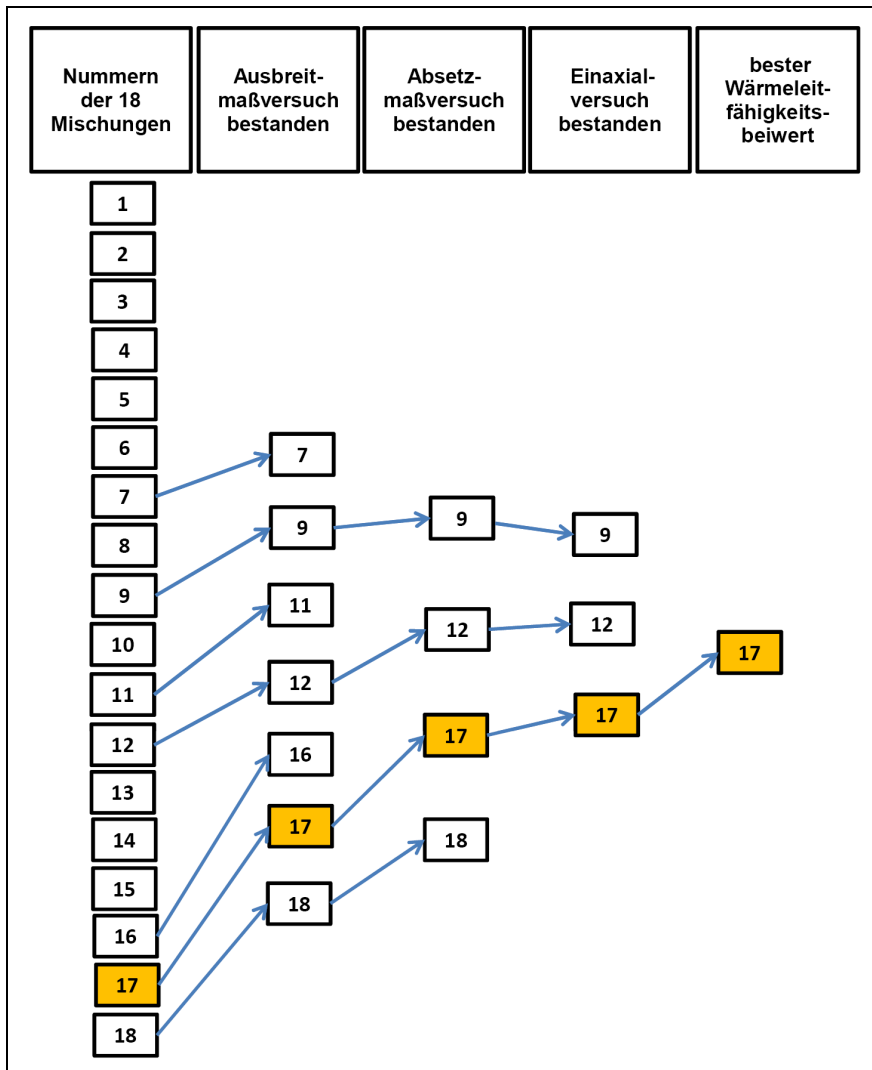 Nummern
der 18
Mischungen
Ausbreit-
maßversuch
bestanden
Absetz-
maßversuch
bestanden
Einaxial-
versuch
bestanden
bester
Wärmeleit-
fähigkeits-
beiwert
1
2
3
4
5
6
7
8
9
10
11
12
13
14
15
16
17
18
7
9
11
12
16
17
18
9
12
17
18
9
12
17
17